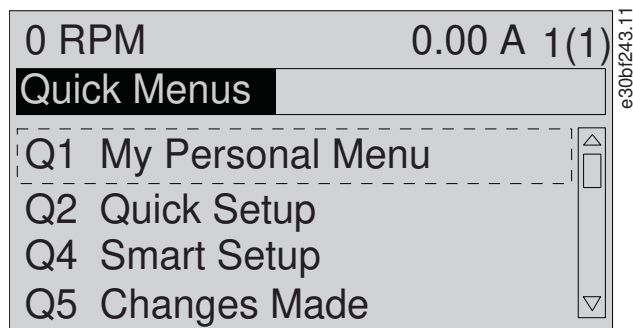 0 RPM 0.00 A 1(1)
Quick Menus
Q1 My Personal Menu
Q2 Quick Setup
Q4 Smart Setup
Q5 Changes Made
e30bf243.11